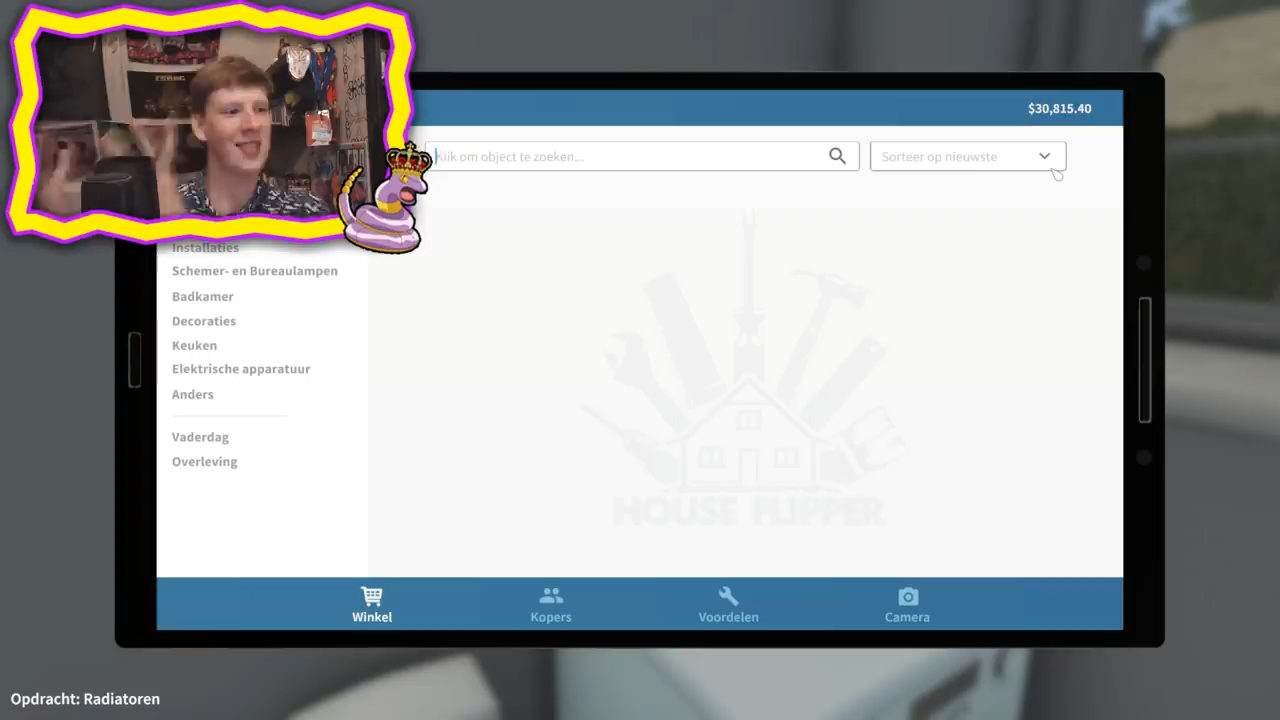 $30,815.40
Klik om object te zoeken...
Sorteer op nieuwste
Installaties
Schemer- en Bureaulampen
Badkamer
Decoraties
Keuken
Elektrische apparatuur
Anders
Vaderdag
Overleving
HOUSE FLIPPER
Winkel
Kopers
Voordelen
Camera
Opdracht: Radiatoren